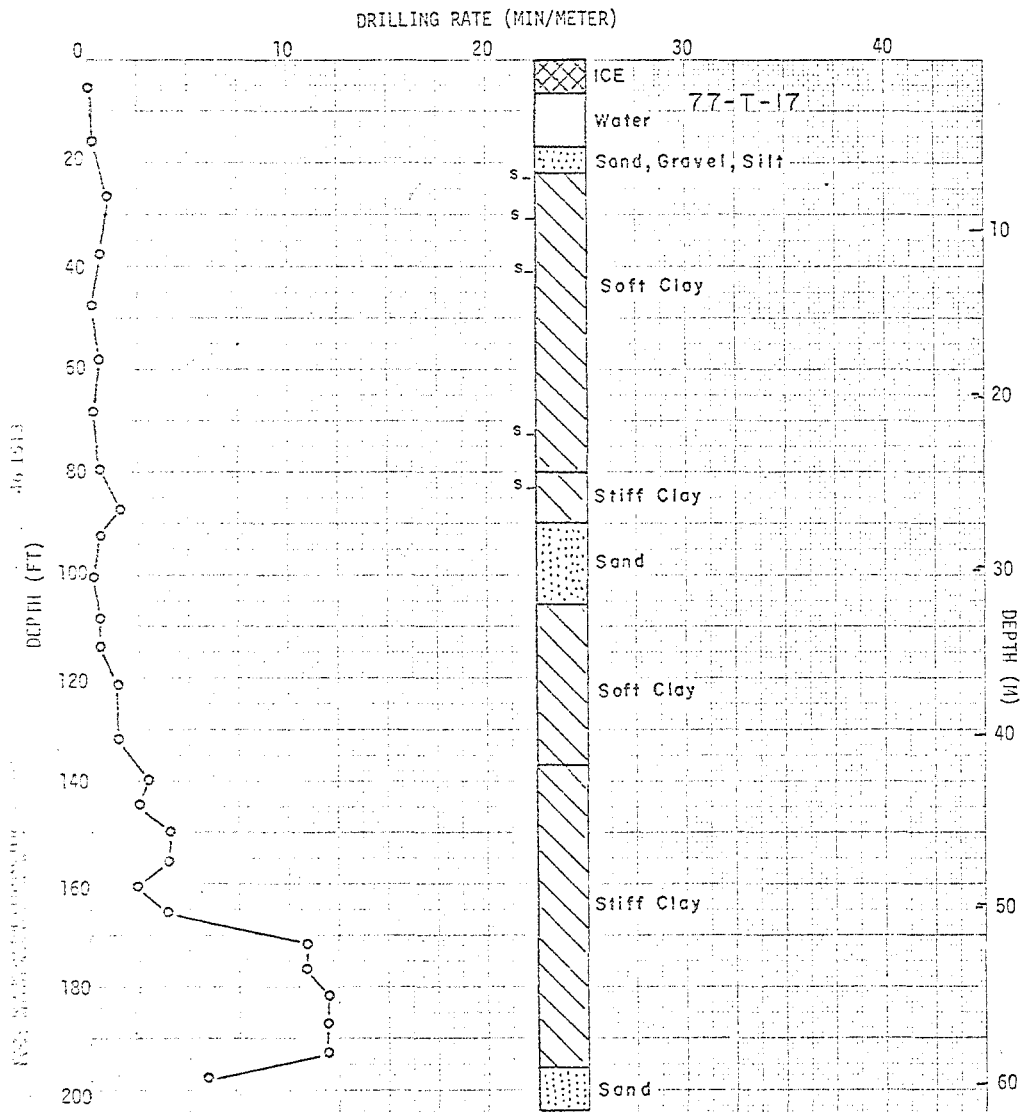 DRILLING RATE (MIN/METER)
0 10 20 30 40
ICE
77-T-17
Water
20
Sand, Gravel, Silt
S
S
10
40
S
Soft Clay
60
20
S
80
S
Stiff Clay
46 1513
DEPTH (FT)
100
Sand
30
DEPTH (M)
120
Soft Clay
40
140
160
Stiff Clay
50
180
200
Sand
60